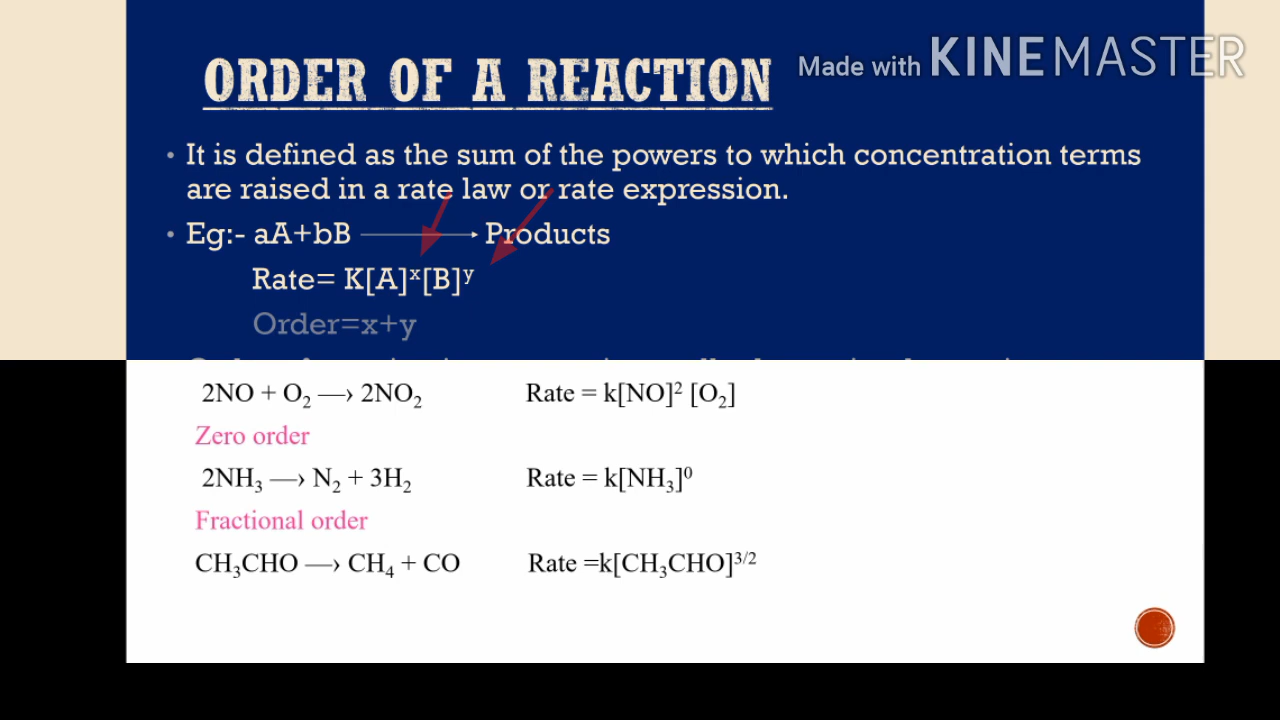 ORDER OF A REACTION
Made with KINEMASTER
• It is defined as the sum of the powers to which concentration terms
are raised in a rate law or rate expression.
• Eg:- aA+bB ⟶ Products
Rate= K[A]ˣ[B]ʸ
Order=x+y
2NO + O₂ ⟶ 2NO₂ Rate = k[NO]² [O₂]
Zero order
2NH₃ ⟶ N₂ + 3H₂ Rate = k[NH₃]⁰
Fractional order
CH₃CHO ⟶ CH₄ + CO Rate =k[CH₃CHO]³ᐟ²